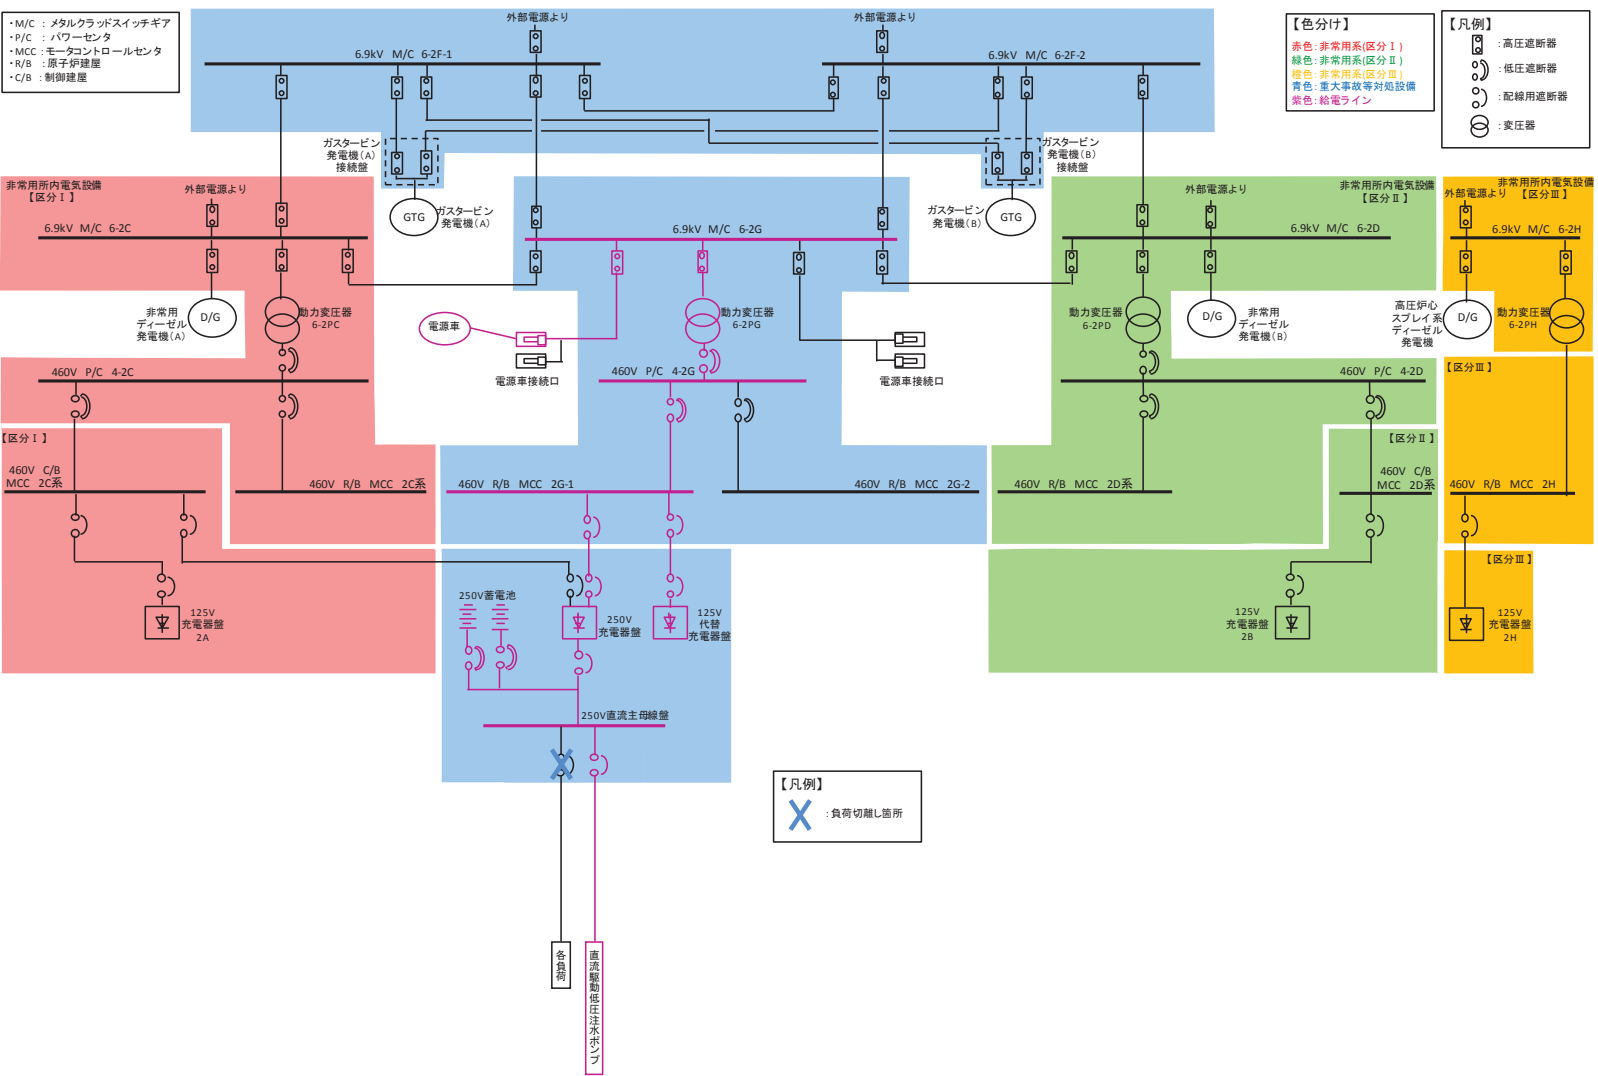 ・M/C ：メタルクラッドスイッチギア
・P/C ：パワーセンタ
・MCC：モータコントロールセンタ
・R/B ：原子炉建屋
・C/B ：制御建屋
外部電源より
外部電源より
6.9kV M/C 6-2F-1
6.9kV M/C 6-2F-2
【色分け】
赤色：非常用系(区分Ⅰ)
緑色：非常用系(区分Ⅱ)
橙色：非常用系(区分Ⅲ)
青色：重大事故等対処設備
紫色：給電ライン
【凡例】
：高圧遮断器
：低圧遮断器
：配線用遮断器
：変圧器
ガスタービン
発電機(A)
接続盤
ガスタービン
発電機(B)
接続盤
GTG
ガスタービン
発電機(A)
ガスタービン
発電機(B)
GTG
非常用所内電気設備
【区分Ⅰ】
外部電源より
6.9kV M/C 6-2C
6.9kV M/C 6-2G
外部電源より
非常用所内電気設備
【区分Ⅱ】
6.9kV M/C 6-2D
非常用所内電気設備
【区分Ⅲ】
外部電源より
6.9kV M/C 6-2H
非常用
ディーゼル
発電機(A)
D/G
動力変圧器
6-2PC
電源車
電源車接続口
動力変圧器
6-2PG
電源車接続口
動力変圧器
6-2PD
D/G
非常用
ディーゼル
発電機(B)
高圧炉心
スプレイ系
ディーゼル
発電機
D/G
動力変圧器
6-2PH
460V P/C 4-2C
460V P/C 4-2G
460V P/C 4-2D
【区分Ⅲ】
【区分Ⅰ】
【区分Ⅱ】
460V C/B
MCC 2C系
460V R/B MCC 2C系
460V R/B MCC 2G-1
460V R/B MCC 2G-2
460V R/B MCC 2D系
460V C/B
MCC 2D系
460V R/B MCC 2H
【区分Ⅲ】
125V
充電器盤
2A
250V蓄電池
250V
充電器盤
125V
代替
充電器盤
125V
充電器盤
2B
125V
充電器盤
2H
250V直流主母線盤
【凡例】
：負荷切離し箇所
各負荷
直流駆動低圧注水ポンプ